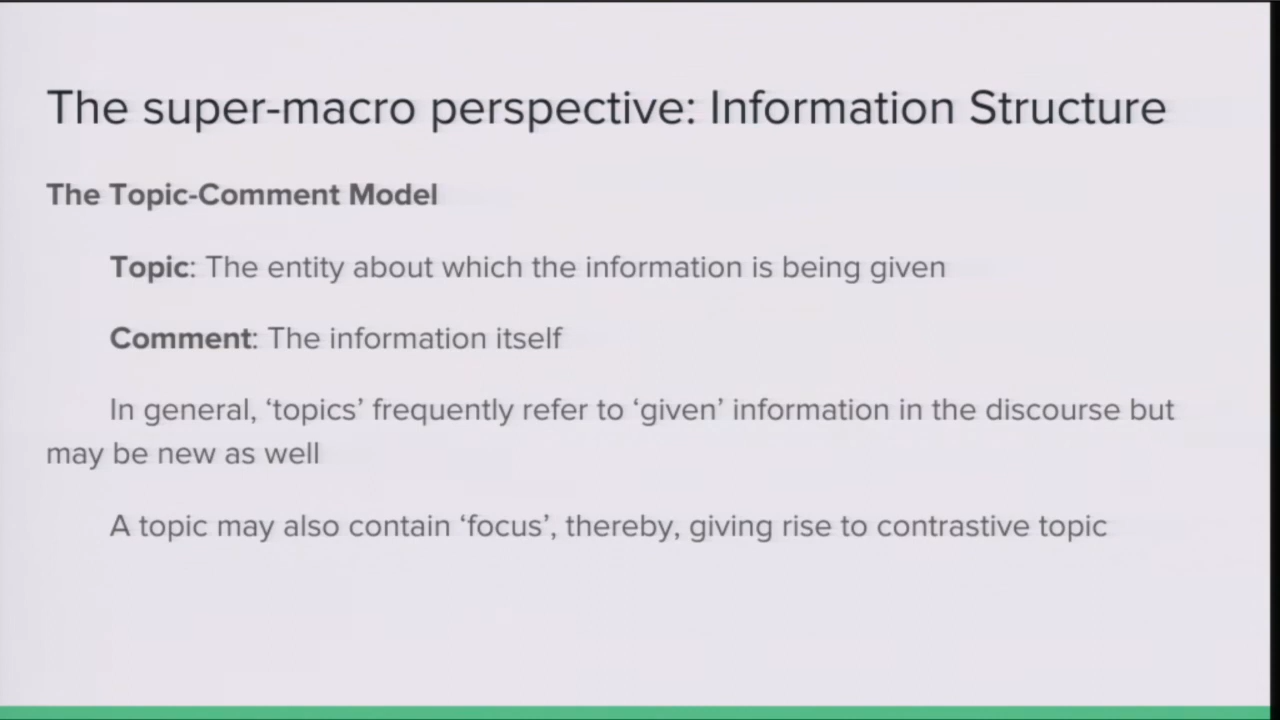 The super-macro perspective: Information Structure
The Topic-Comment Model
Topic: The entity about which the information is being given
Comment: The information itself
In general, ‘topics’ frequently refer to ‘given’ information in the discourse but
may be new as well
A topic may also contain ‘focus’, thereby, giving rise to contrastive topic